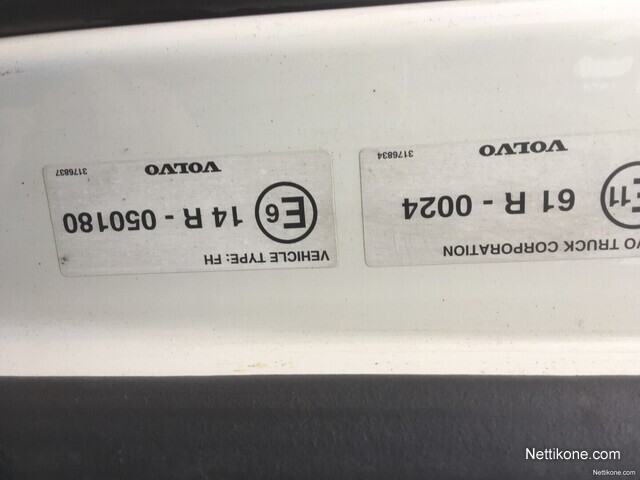 VO TRUCK CORPORATION
E11 61 R - 0024
VOLVO
3176834
VEHICLE TYPE: FH
E6 14 R - 050180
VOLVO
3176837
Nettikone.com
Nettikone.com